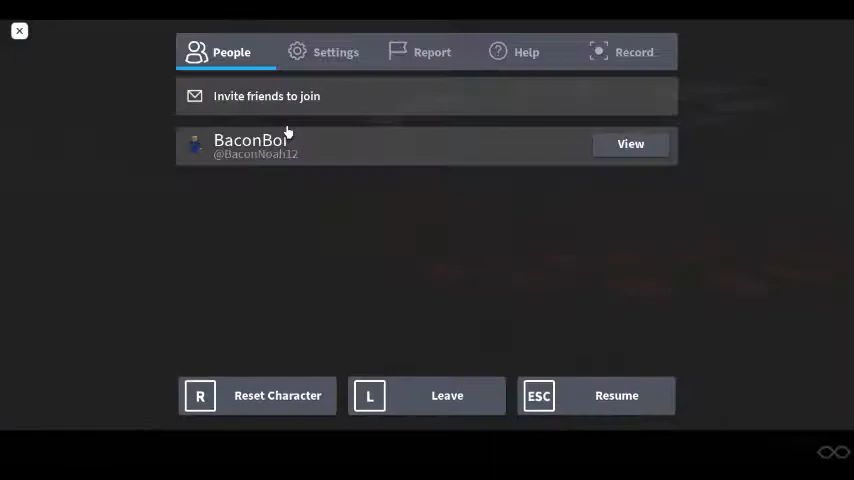 People
Settings
Report
Help
Record
Invite friends to join
BaconBoi
@BaconNoah12
View
R
Reset Character
L
Leave
ESC
Resume